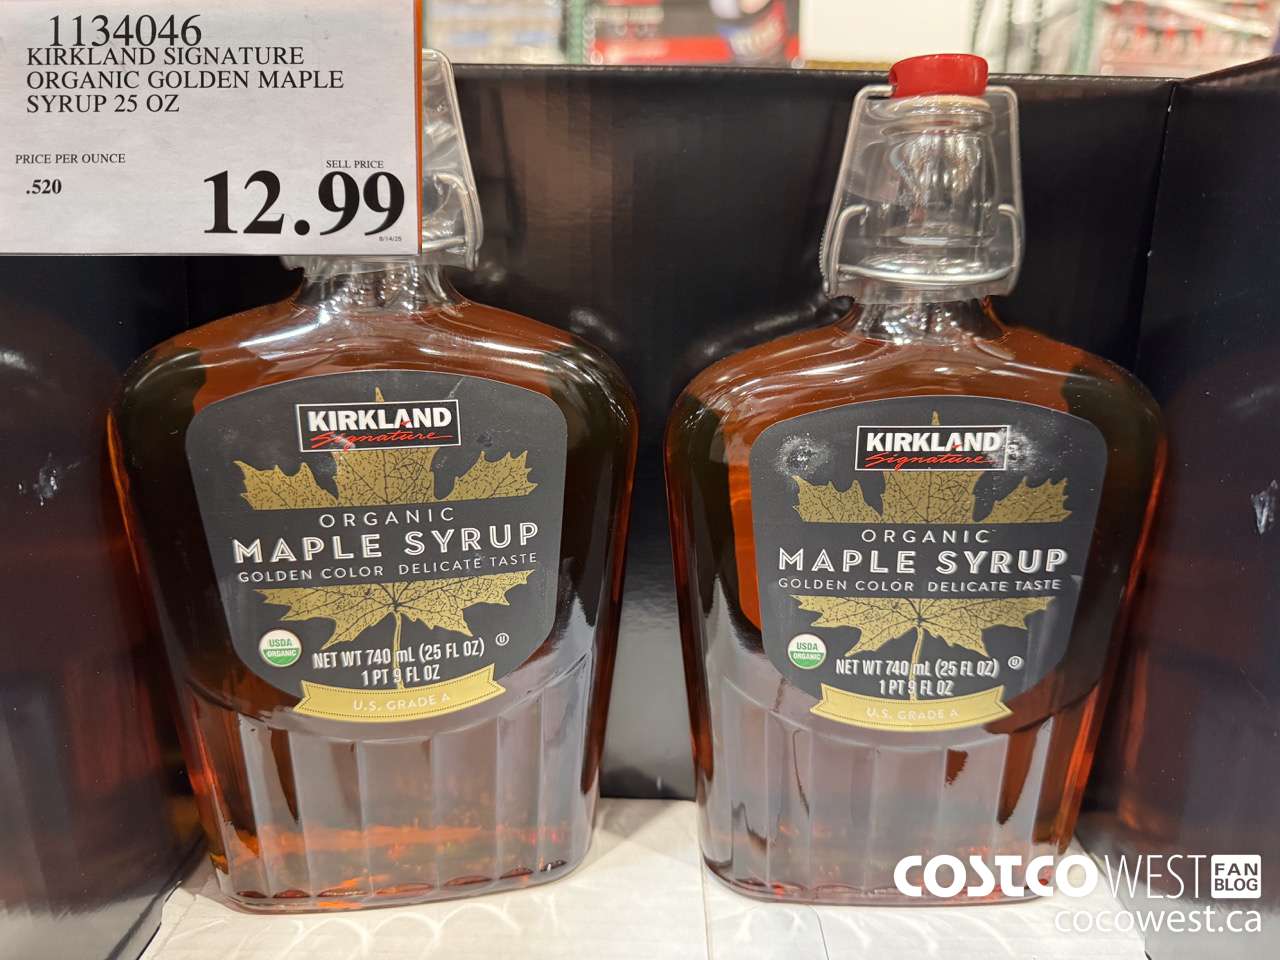 1134046
KIRKLAND SIGNATURE
ORGANIC GOLDEN MAPLE
SYRUP 25 OZ
PRICE PER OUNCE
.520
SELL PRICE
12.99
8/14/25
KIRKLAND
Signature
ORGANIC
MAPLE SYRUP
GOLDEN COLOR DELICATE TASTE
USDA
ORGANIC
NET WT 740 mL (25 FL OZ)
1 PT 9 FL OZ
U
U.S. GRADE A
KIRKLAND
Signature
ORGANIC
MAPLE SYRUP
GOLDEN COLOR DELICATE TASTE
USDA
ORGANIC
NET WT 740 mL (25 FL OZ)
1 PT 9 FL OZ
U
U.S. GRADE A
COSTCO WEST FAN BLOG
cocowest.ca